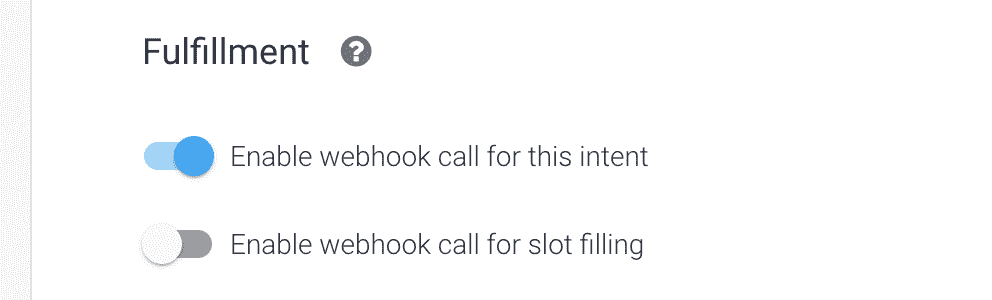 Fulfillment ?
Enable webhook call for this intent
Enable webhook call for slot filling